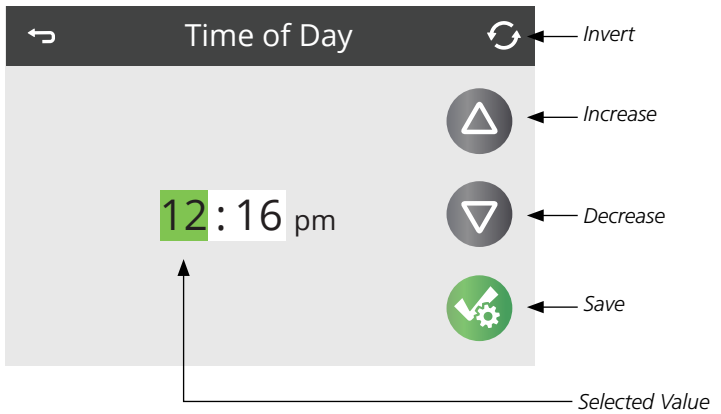 Time of Day
Invert
Increase
12 : 16 pm
Decrease
Save
Selected Value